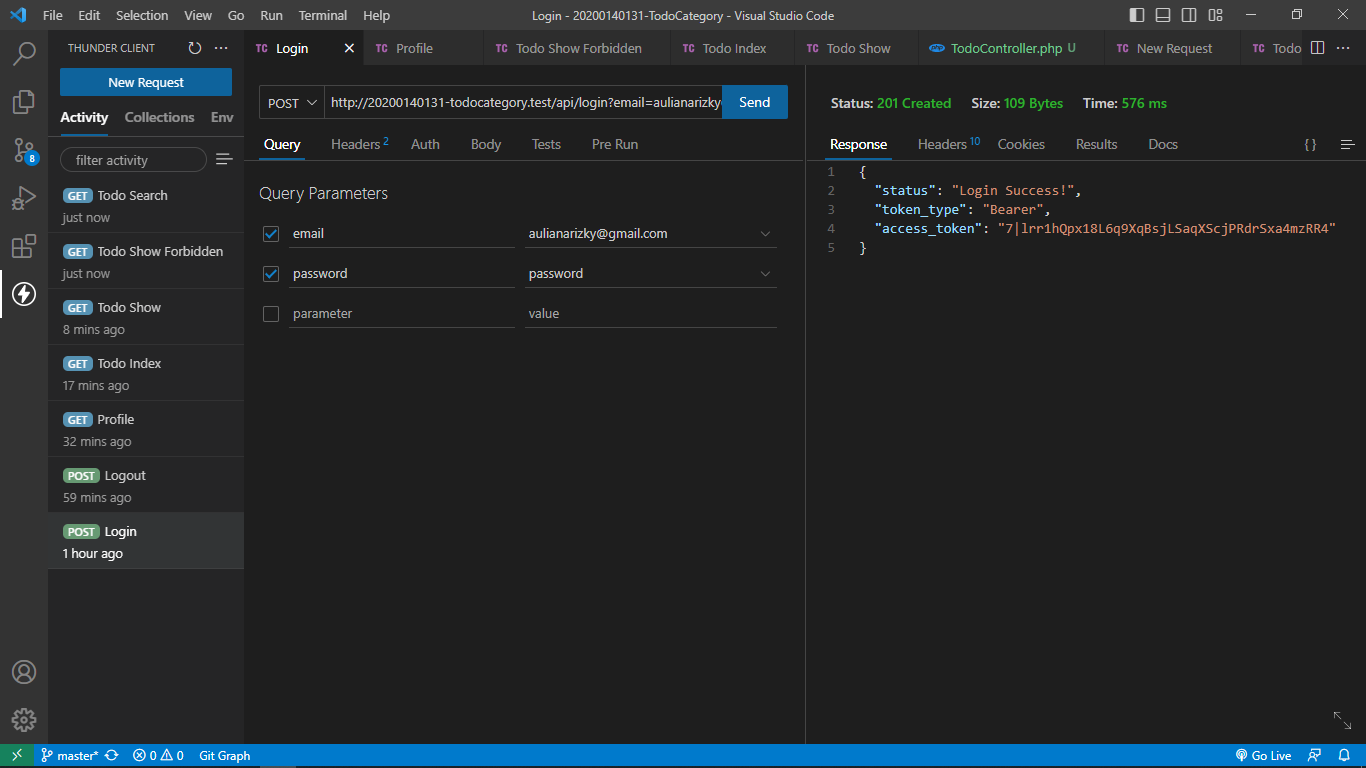 File Edit Selection View Go Run Terminal Help
Login - 20200140131-TodoCategory - Visual Studio Code
THUNDER CLIENT
TC Login
TC Profile
TC Todo Show Forbidden
TC Todo Index
TC Todo Show
php TodoController.php U
TC New Request
TC Todo
New Request
Activity Collections Env
filter activity
GET Todo Search
just now
GET Todo Show Forbidden
just now
GET Todo Show
8 mins ago
GET Todo Index
17 mins ago
GET Profile
32 mins ago
POST Logout
59 mins ago
POST Login
1 hour ago
8
POST http://20200140131-todocategory.test/api/login?email=aulianarizky Send
Query Headers 2 Auth Body Tests Pre Run
Query Parameters
email aulianarizky@gmail.com
password password
parameter value
Status: 201 Created Size: 109 Bytes Time: 576 ms
Response Headers 10 Cookies Results Docs { }
1 {
2 "status": "Login Success!",
3 "token_type": "Bearer",
4 "access_token": "7|lrr1hQpx18L6q9XqBsjLSaqXScjPRdrSxa4mzRR4"
5 }
master* 0 0 Git Graph
Go Live